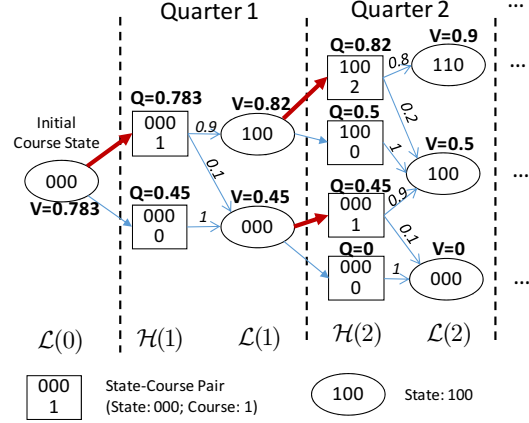 Quarter 1
Quarter 2
...
Initial
Course State
000
V=0.783
Q=0.783
000
1
Q=0.45
000
0
0.9
0.1
1
V=0.82
100
V=0.45
000
Q=0.82
100
2
Q=0.5
100
0
Q=0.45
000
1
Q=0
000
0
0.8
0.2
1
0.9
0.1
1
V=0.9
110
V=0.5
100
V=0
000
...
...
...
ℒ(0)
ℋ(1)
ℒ(1)
ℋ(2)
ℒ(2)
000
1
State-Course Pair
(State: 000; Course: 1)
100
State: 100